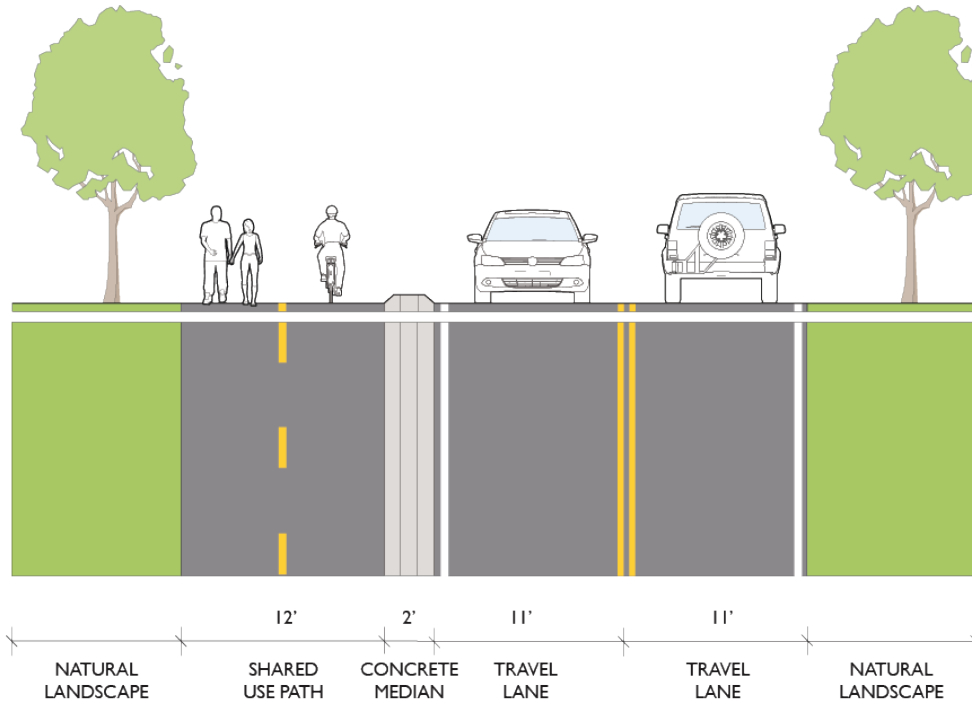 12’ 2’ 11’ 11’
NATURAL LANDSCAPE
SHARED USE PATH
CONCRETE MEDIAN
TRAVEL LANE
TRAVEL LANE
NATURAL LANDSCAPE